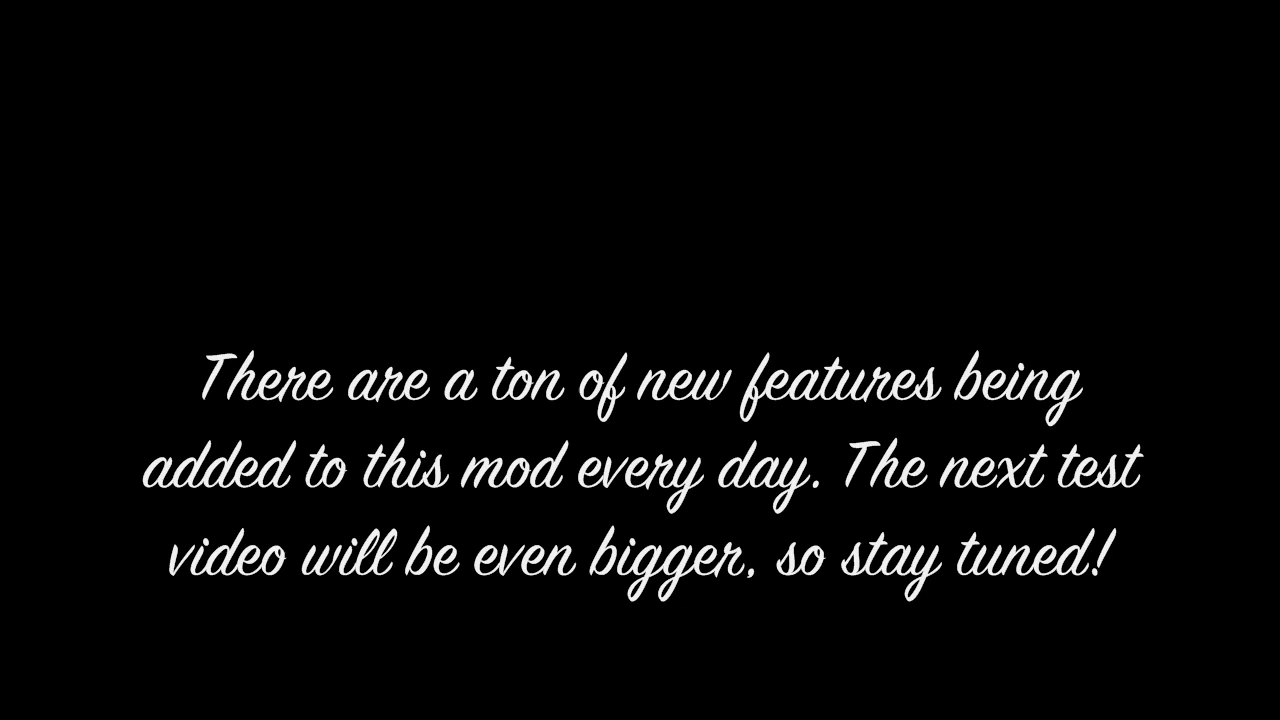 There are a ton of new features being
added to this mod every day. The next test
video will be even bigger, so stay tuned!